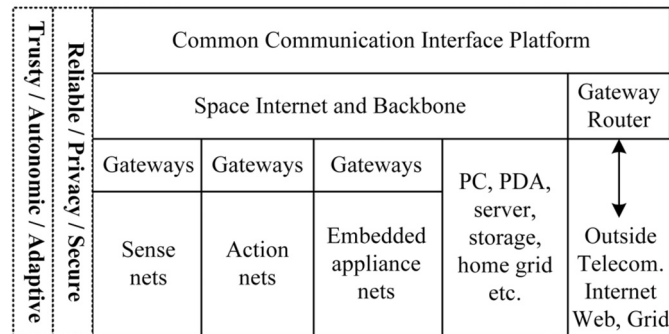 Trusty / Autonomic / Adaptive
Reliable / Privacy / Secure
Common Communication Interface Platform
Space Internet and Backbone
Gateway
Router
Gateways
Gateways
Gateways
Sense
nets
Action
nets
Embedded
appliance
nets
PC, PDA,
server,
storage,
home grid
etc.
Outside
Telecom.
Internet
Web, Grid